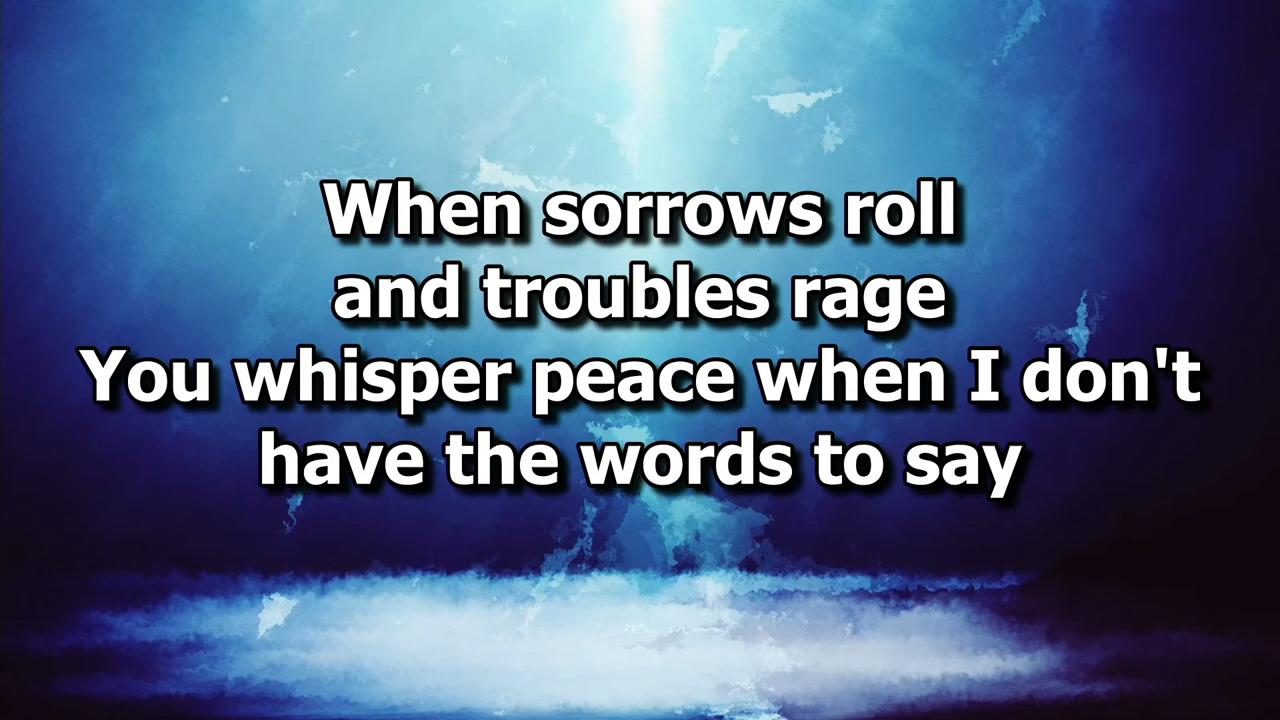 When sorrows roll
and troubles rage
You whisper peace when I don't
have the words to say